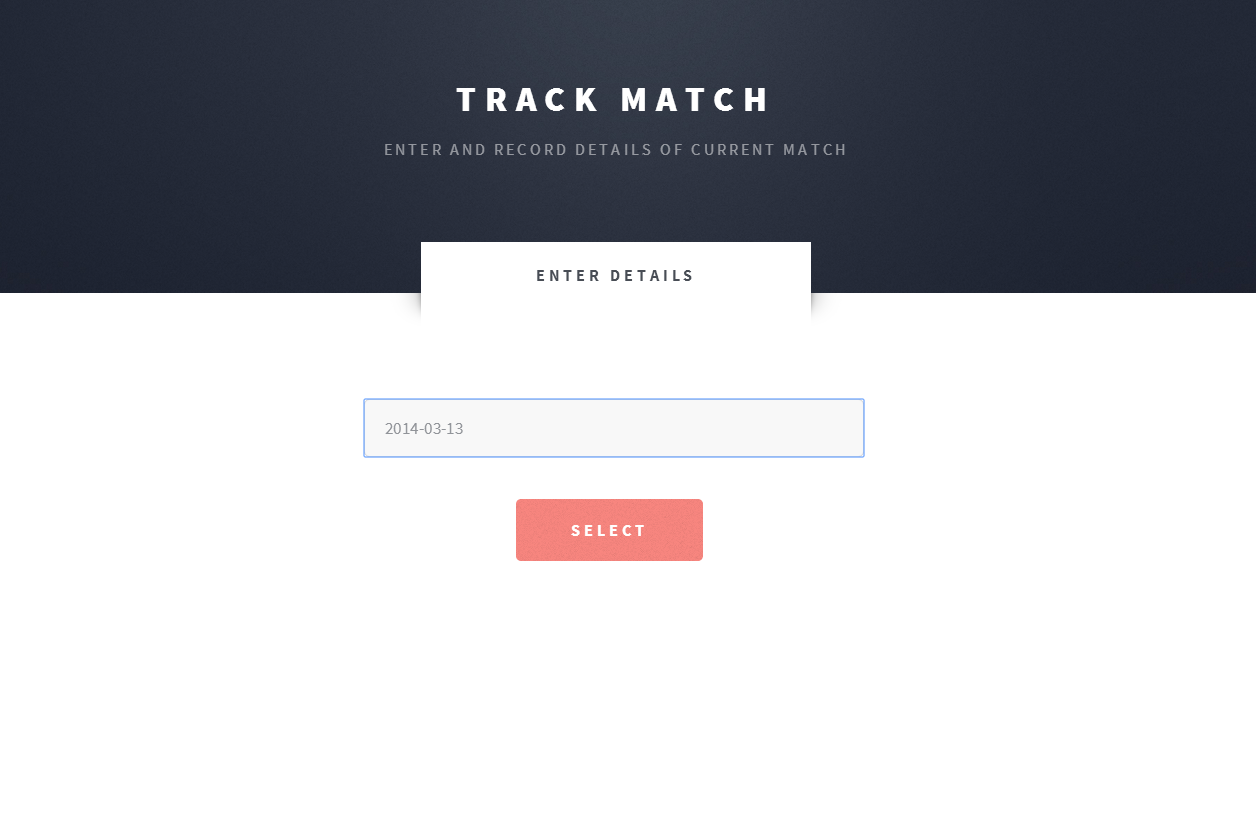 TRACK MATCH
ENTER AND RECORD DETAILS OF CURRENT MATCH
ENTER DETAILS
2014-03-13
SELECT